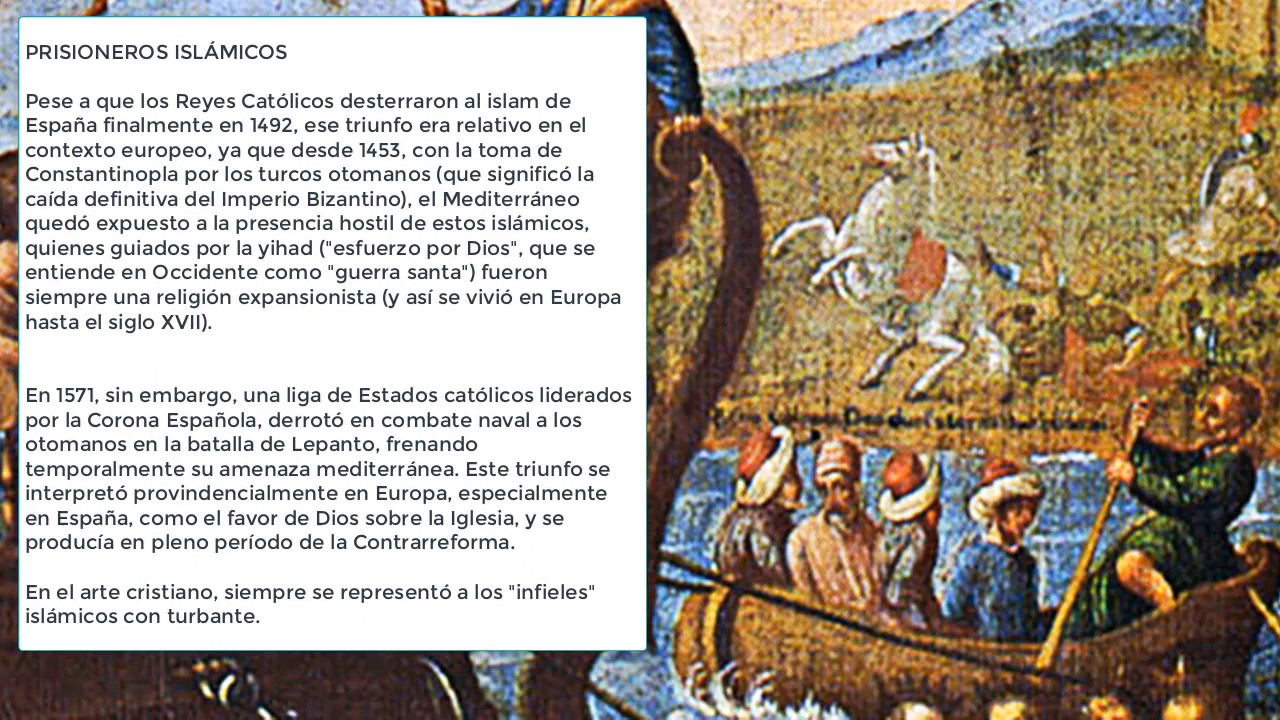 PRISIONEROS ISLÁMICOS
Pese a que los Reyes Católicos desterraron al islam de
España finalmente en 1492, ese triunfo era relativo en el
contexto europeo, ya que desde 1453, con la toma de
Constantinopla por los turcos otomanos (que significó la
caída definitiva del Imperio Bizantino), el Mediterráneo
quedó expuesto a la presencia hostil de estos islámicos,
quienes guiados por la yihad ("esfuerzo por Dios", que se
entiende en Occidente como "guerra santa") fueron
siempre una religión expansionista (y así se vivió en Europa
hasta el siglo XVII).
En 1571, sin embargo, una liga de Estados católicos liderados
por la Corona Española, derrotó en combate naval a los
otomanos en la batalla de Lepanto, frenando
temporalmente su amenaza mediterránea. Este triunfo se
interpretó provindencialmente en Europa, especialmente
en España, como el favor de Dios sobre la Iglesia, y se
producía en pleno período de la Contrarreforma.
En el arte cristiano, siempre se representó a los "infieles"
islámicos con turbante.